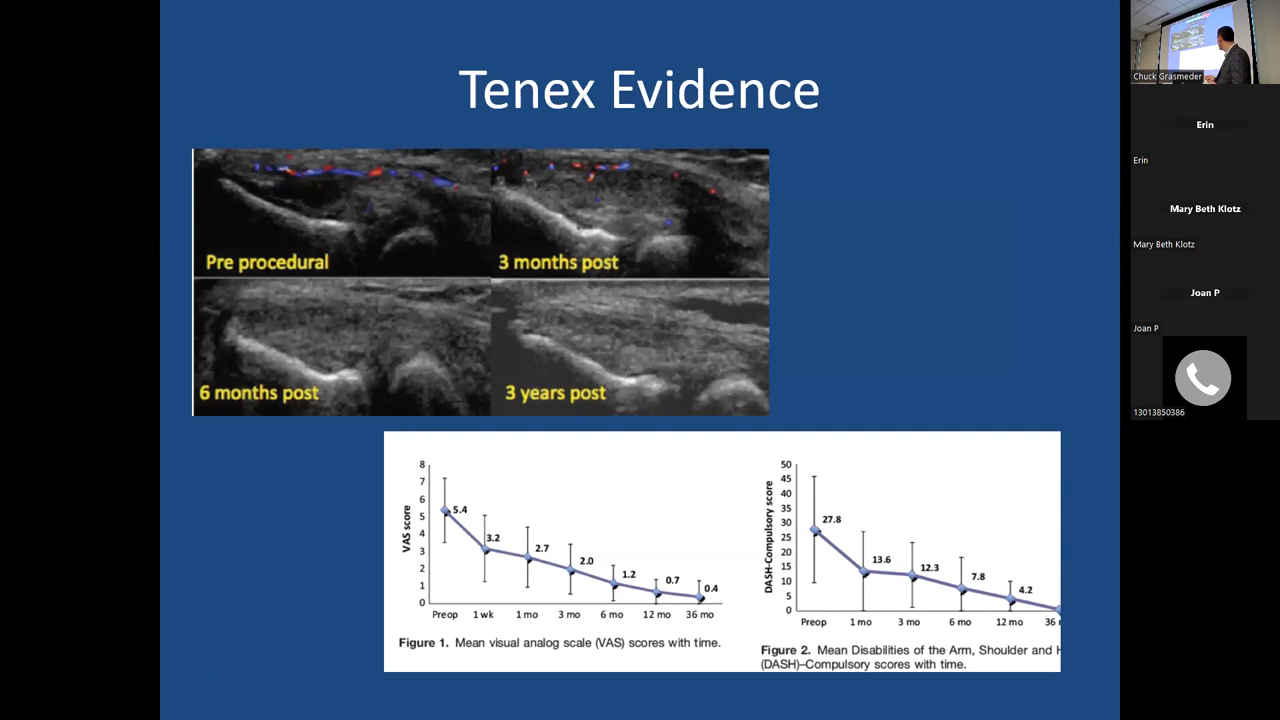 Tenex Evidence
Pre procedural
3 months post
6 months post
3 years post
8
7
6
5
4
3
2
1
0
VAS score
5.4
3.2
2.7
2.0
1.2
0.7
0.4
Preop 1 wk 1 mo 3 mo 6 mo 12 mo 36 mo
Figure 1. Mean visual analog scale (VAS) scores with time.
50
45
40
35
30
25
20
15
10
5
0
DASH-Compulsory score
27.8
13.6
12.3
7.8
4.2
Preop 1 mo 3 mo 6 mo 12 mo 36
Figure 2. Mean Disabilities of the Arm, Shoulder and
(DASH)–Compulsory scores with time.
Chuck Grasmeder
Erin
Erin
Mary Beth Klotz
Mary Beth Klotz
Joan P
Joan P
13013850386